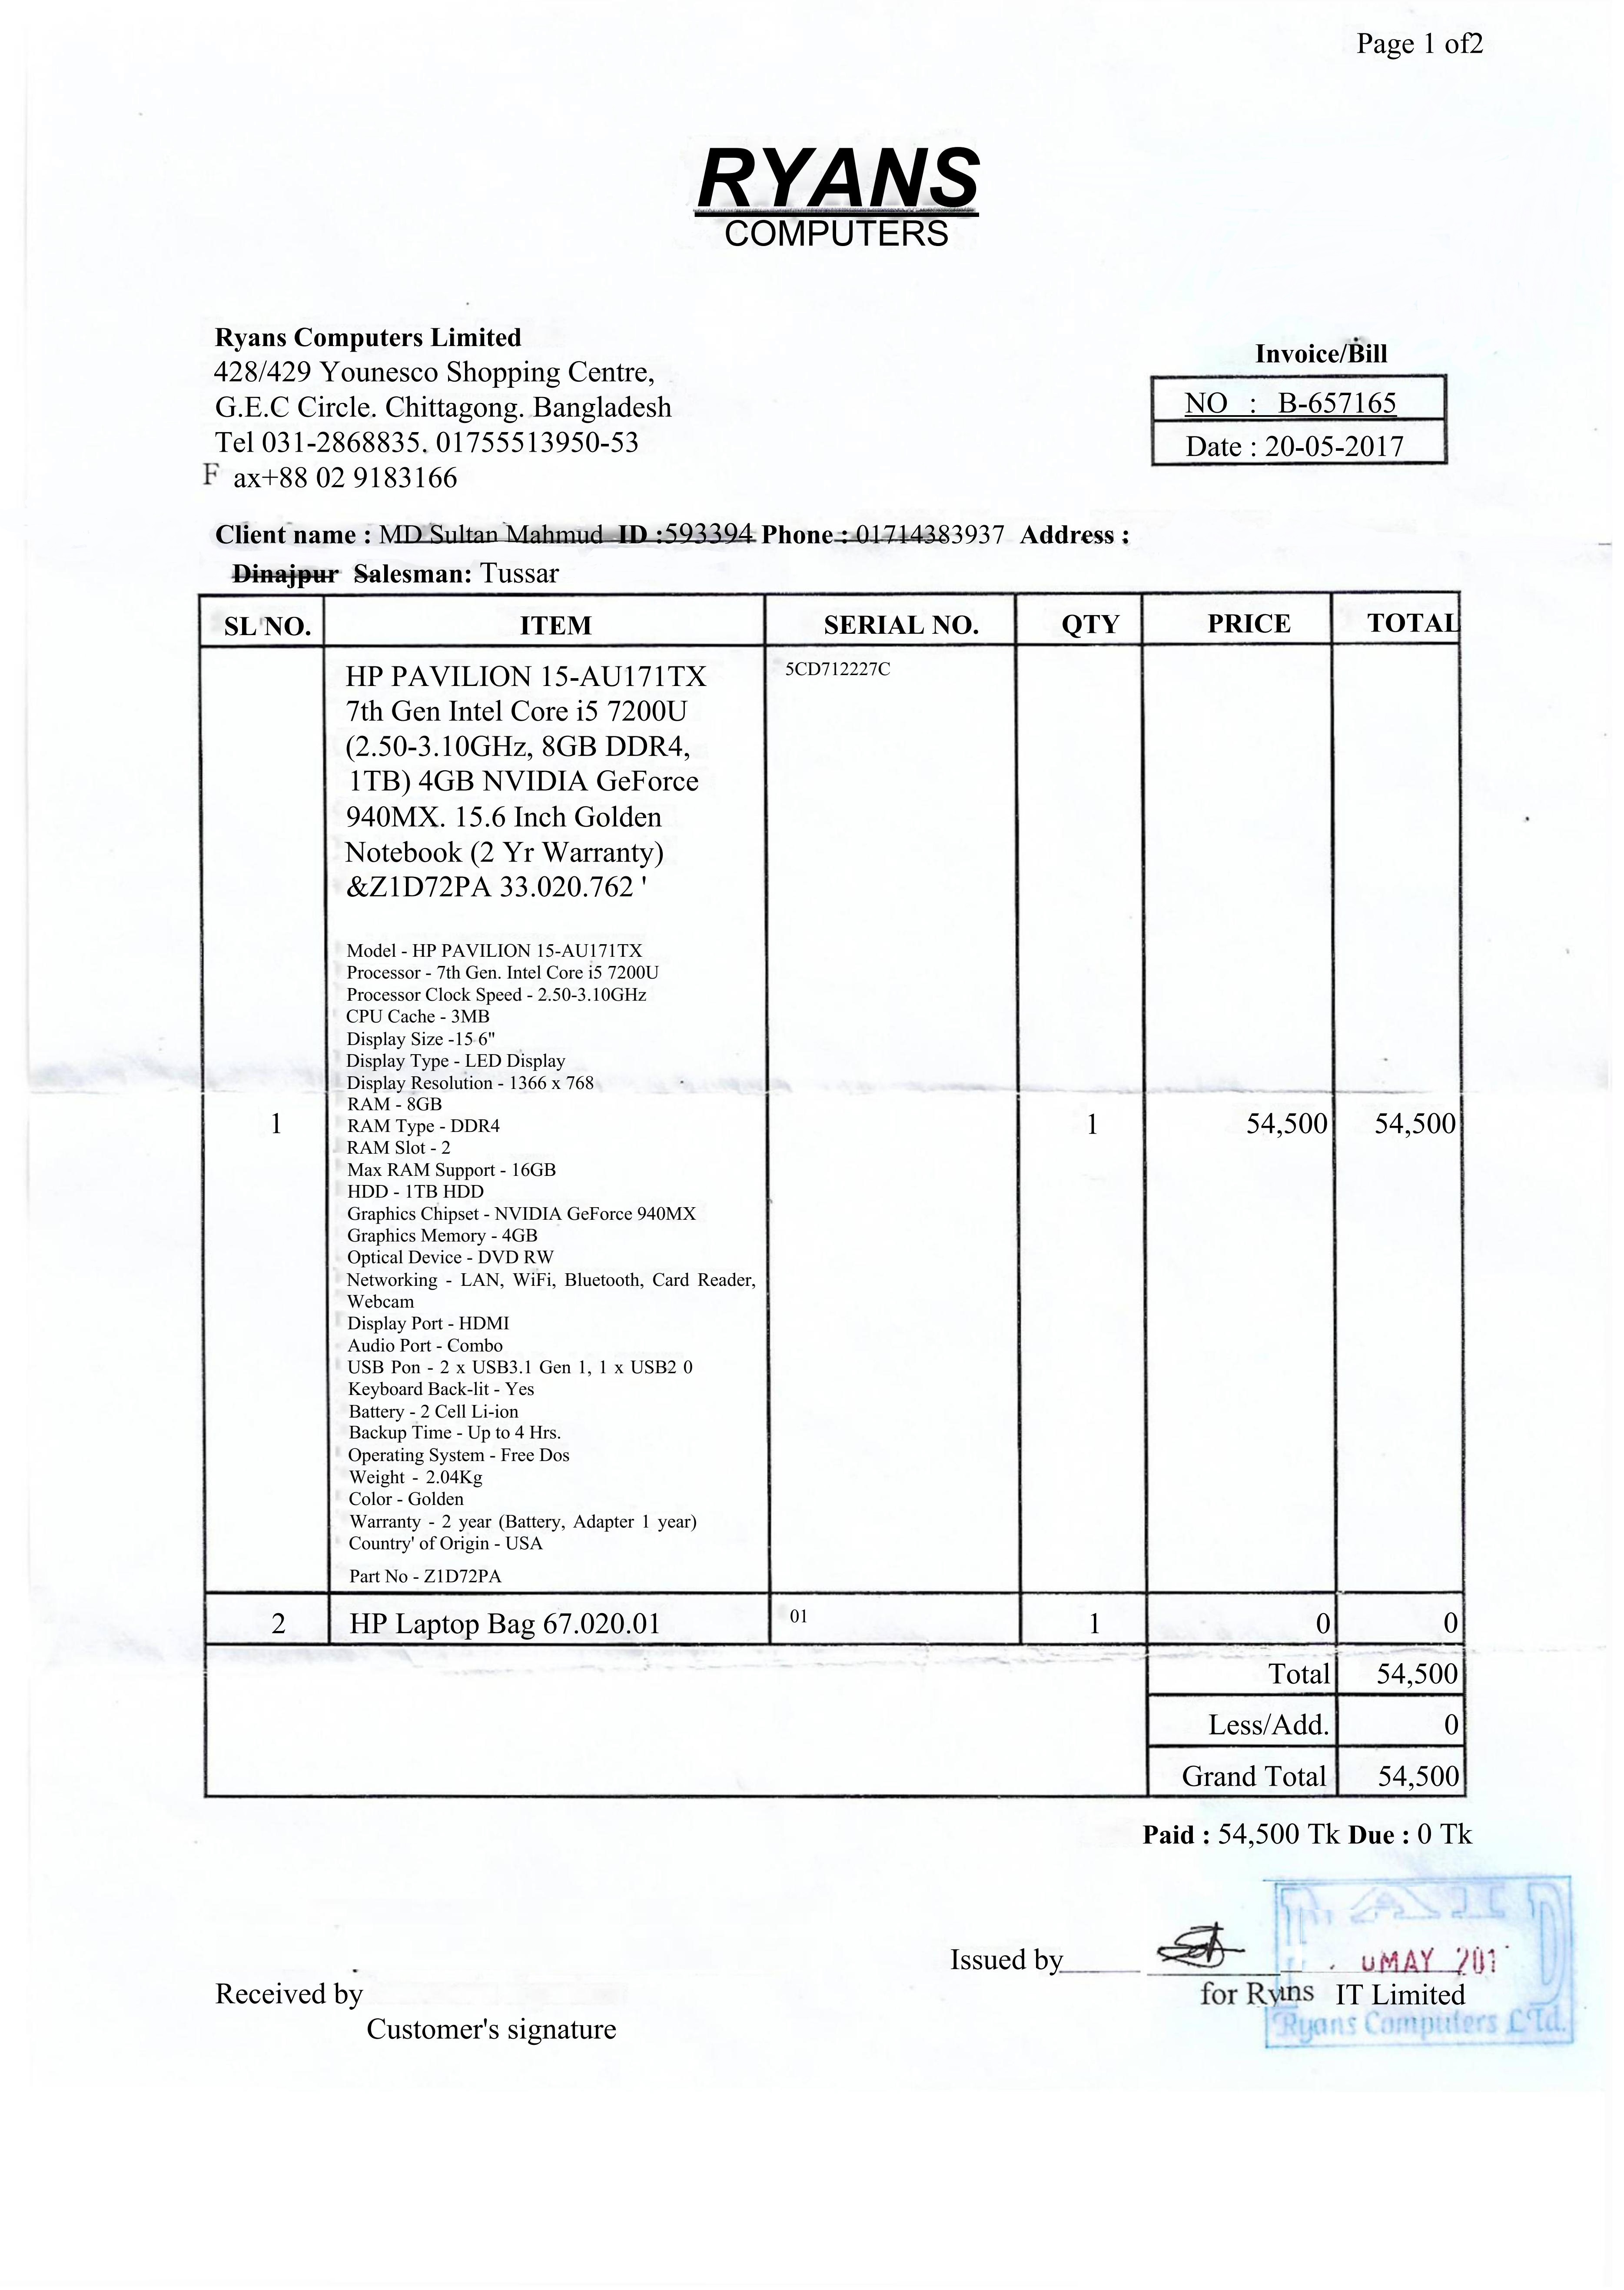 Page 1 of2
RYANS
COMPUTERS
Ryans Computers Limited
428/429 Younesco Shopping Centre,
G.E.C Circle. Chittagong. Bangladesh
Tel 031-2868835. 01755513950-53
F ax+88 02 9183166
Invoice/Bill
NO : B-657165
Date : 20-05-2017
Client name : MD Sultan Mahmud ID :593394 Phone : 01714383937 Address :
Dinajpur Salesman: Tussar
SL NO. ITEM SERIAL NO. QTY PRICE TOTAL
HP PAVILION 15-AU171TX 5CD712227C
7th Gen Intel Core i5 7200U
(2.50-3.10GHz, 8GB DDR4,
1TB) 4GB NVIDIA GeForce
940MX. 15.6 Inch Golden
Notebook (2 Yr Warranty)
&Z1D72PA 33.020.762 '
Model - HP PAVILION 15-AU171TX
Processor - 7th Gen. Intel Core i5 7200U
Processor Clock Speed - 2.50-3.10GHz
CPU Cache - 3MB
Display Size -15 6"
Display Type - LED Display
Display Resolution - 1366 x 768
RAM - 8GB
1 RAM Type - DDR4 1 54,500 54,500
RAM Slot - 2
Max RAM Support - 16GB
HDD - 1TB HDD
Graphics Chipset - NVIDIA GeForce 940MX
Graphics Memory - 4GB
Optical Device - DVD RW
Networking - LAN, WiFi, Bluetooth, Card Reader,
Webcam
Display Port - HDMI
Audio Port - Combo
USB Pon - 2 x USB3.1 Gen 1, 1 x USB2 0
Keyboard Back-lit - Yes
Battery - 2 Cell Li-ion
Backup Time - Up to 4 Hrs.
Operating System - Free Dos
Weight - 2.04Kg
Color - Golden
Warranty - 2 year (Battery, Adapter 1 year)
Country' of Origin - USA
Part No - Z1D72PA
2 HP Laptop Bag 67.020.01 01 1 0 0
Total 54,500
Less/Add. 0
Grand Total 54,500
Paid : 54,500 Tk Due : 0 Tk
PAID
Issued by
MAY 201
for Ryans IT Limited
Received by
Ryans Computers LTd.
Customer's signature